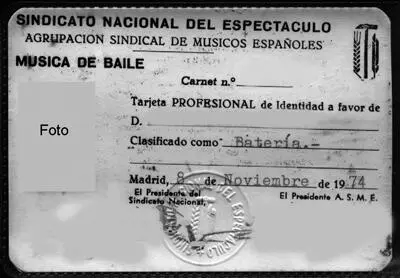 SINDICATO NACIONAL DEL ESPECTACULO
AGRUPACION SINDICAL DE MUSICOS ESPAÑOLES
MUSICA DE BAILE
Carnet n.º
Foto
Tarjeta PROFESIONAL de Identidad a favor de
D.
Clasificado como Batería.-
Madrid, 8 de Noviembre de 1974
El Presidente del
Sindicato Nacional,
El Presidente A. S. M. E.